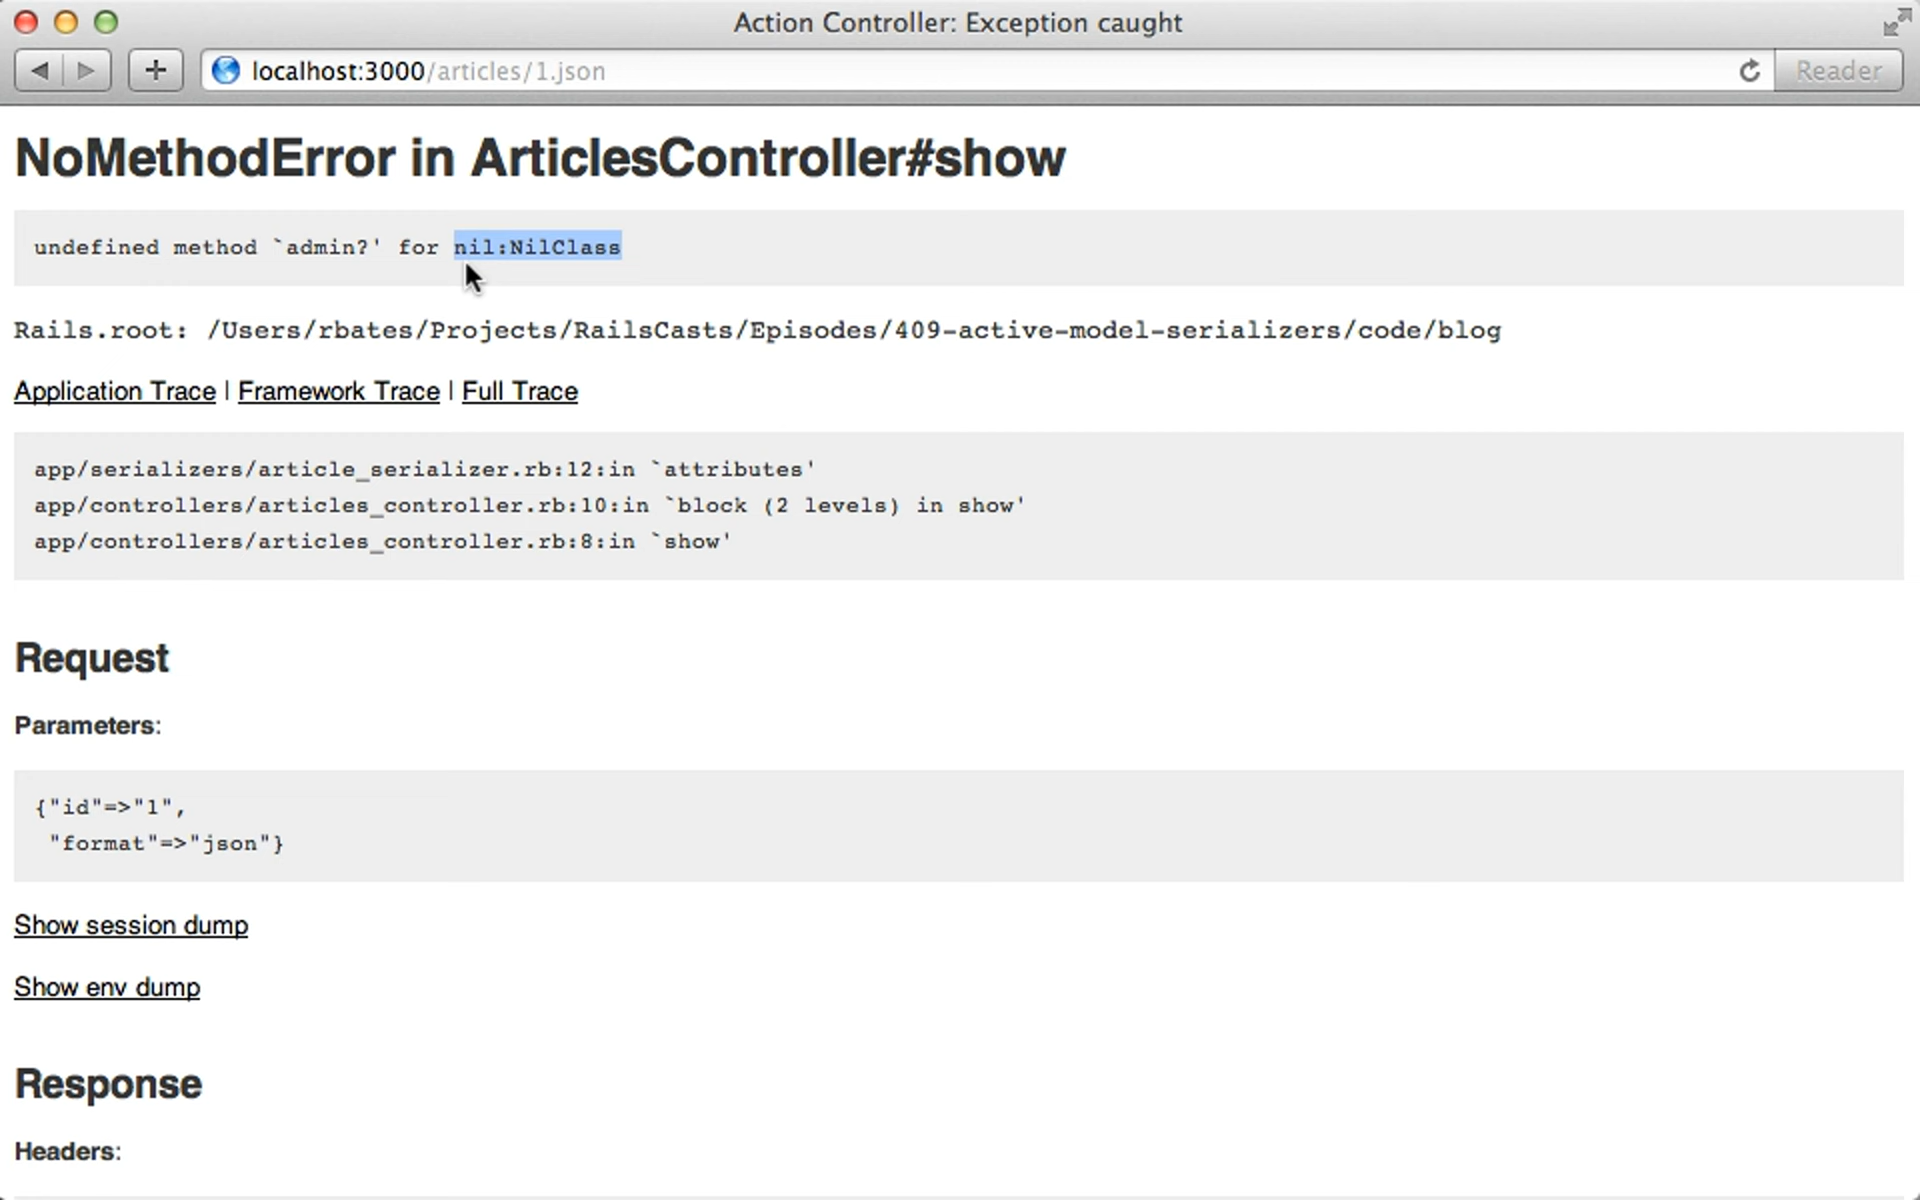 Action Controller: Exception caught
localhost:3000/articles/1.json
Reader
NoMethodError in ArticlesController#show
undefined method `admin?' for nil:NilClass
Rails.root: /Users/rbates/Projects/RailsCasts/Episodes/409-active-model-serializers/code/blog
Application Trace | Framework Trace | Full Trace
app/serializers/article_serializer.rb:12:in `attributes'
app/controllers/articles_controller.rb:10:in `block (2 levels) in show'
app/controllers/articles_controller.rb:8:in `show'
Request
Parameters:
{"id"=>"1",
"format"=>"json"}
Show session dump
Show env dump
Response
Headers: